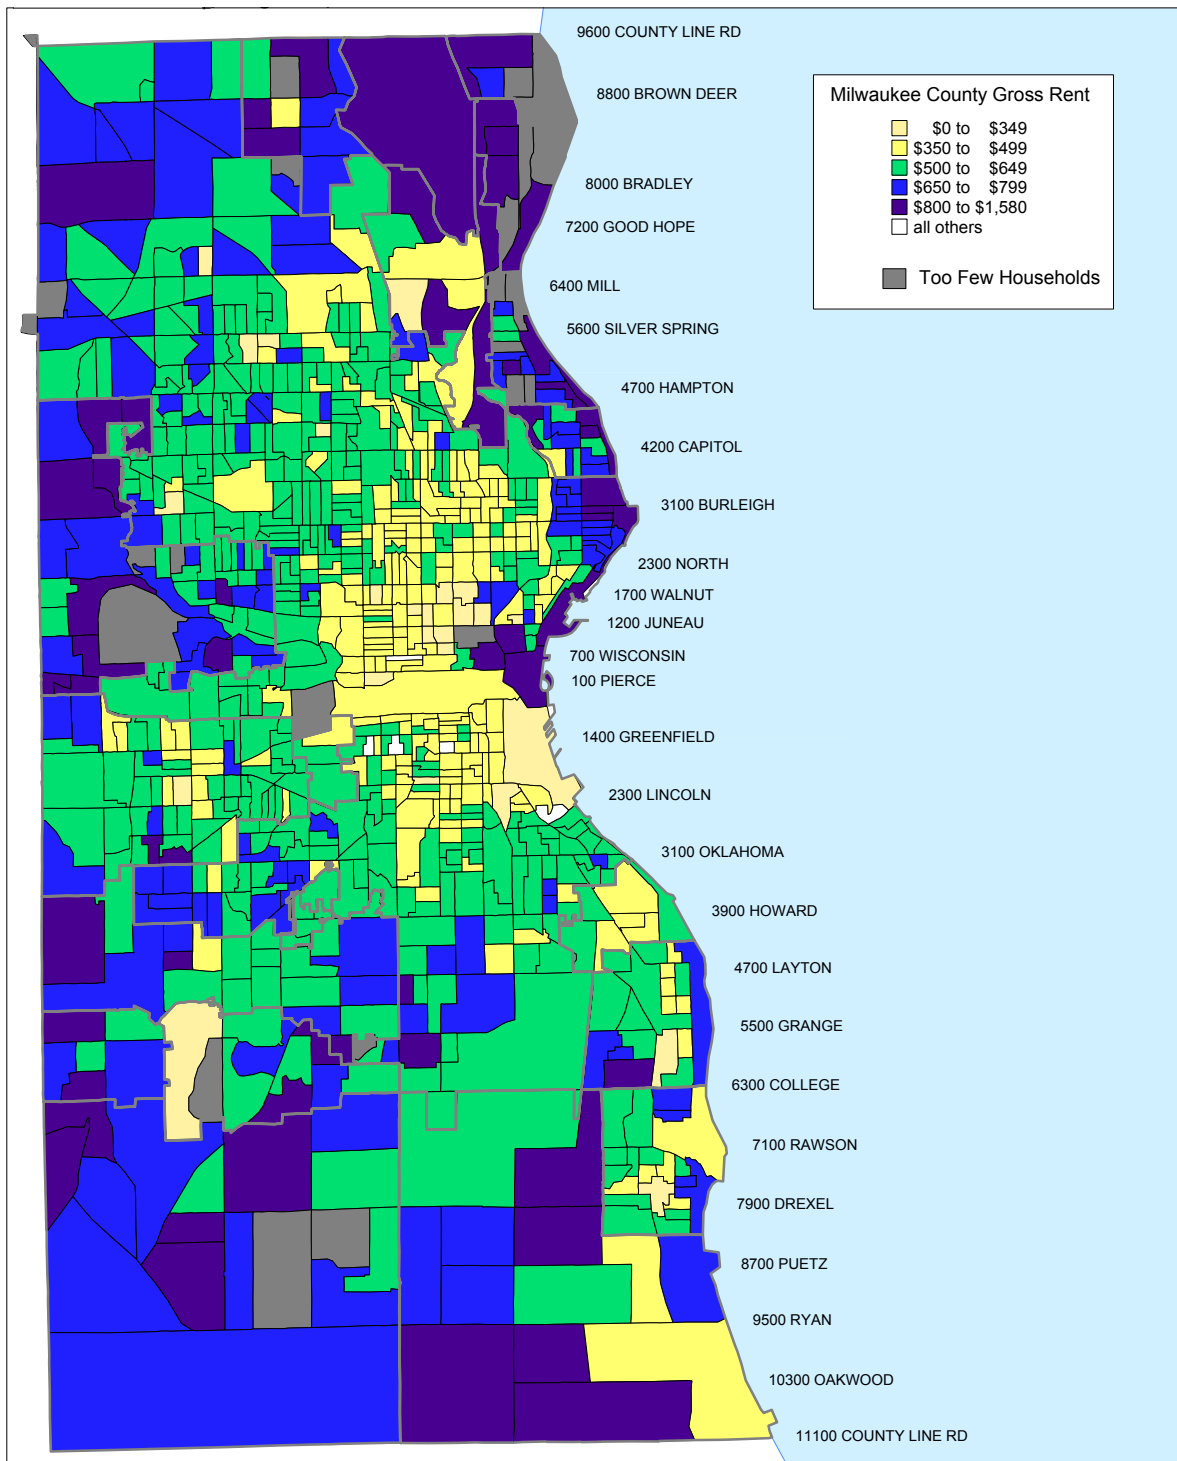 9600 COUNTY LINE RD
8800 BROWN DEER
Milwaukee County Gross Rent
$0 to $349
$350 to $499
$500 to $649
$650 to $799
$800 to $1,580
all others
Too Few Households
8000 BRADLEY
7200 GOOD HOPE
6400 MILL
5600 SILVER SPRING
4700 HAMPTON
4200 CAPITOL
3100 BURLEIGH
2300 NORTH
1700 WALNUT
1200 JUNEAU
700 WISCONSIN
100 PIERCE
1400 GREENFIELD
2300 LINCOLN
3100 OKLAHOMA
3900 HOWARD
4700 LAYTON
5500 GRANGE
6300 COLLEGE
7100 RAWSON
7900 DREXEL
8700 PUETZ
9500 RYAN
10300 OAKWOOD
11100 COUNTY LINE RD